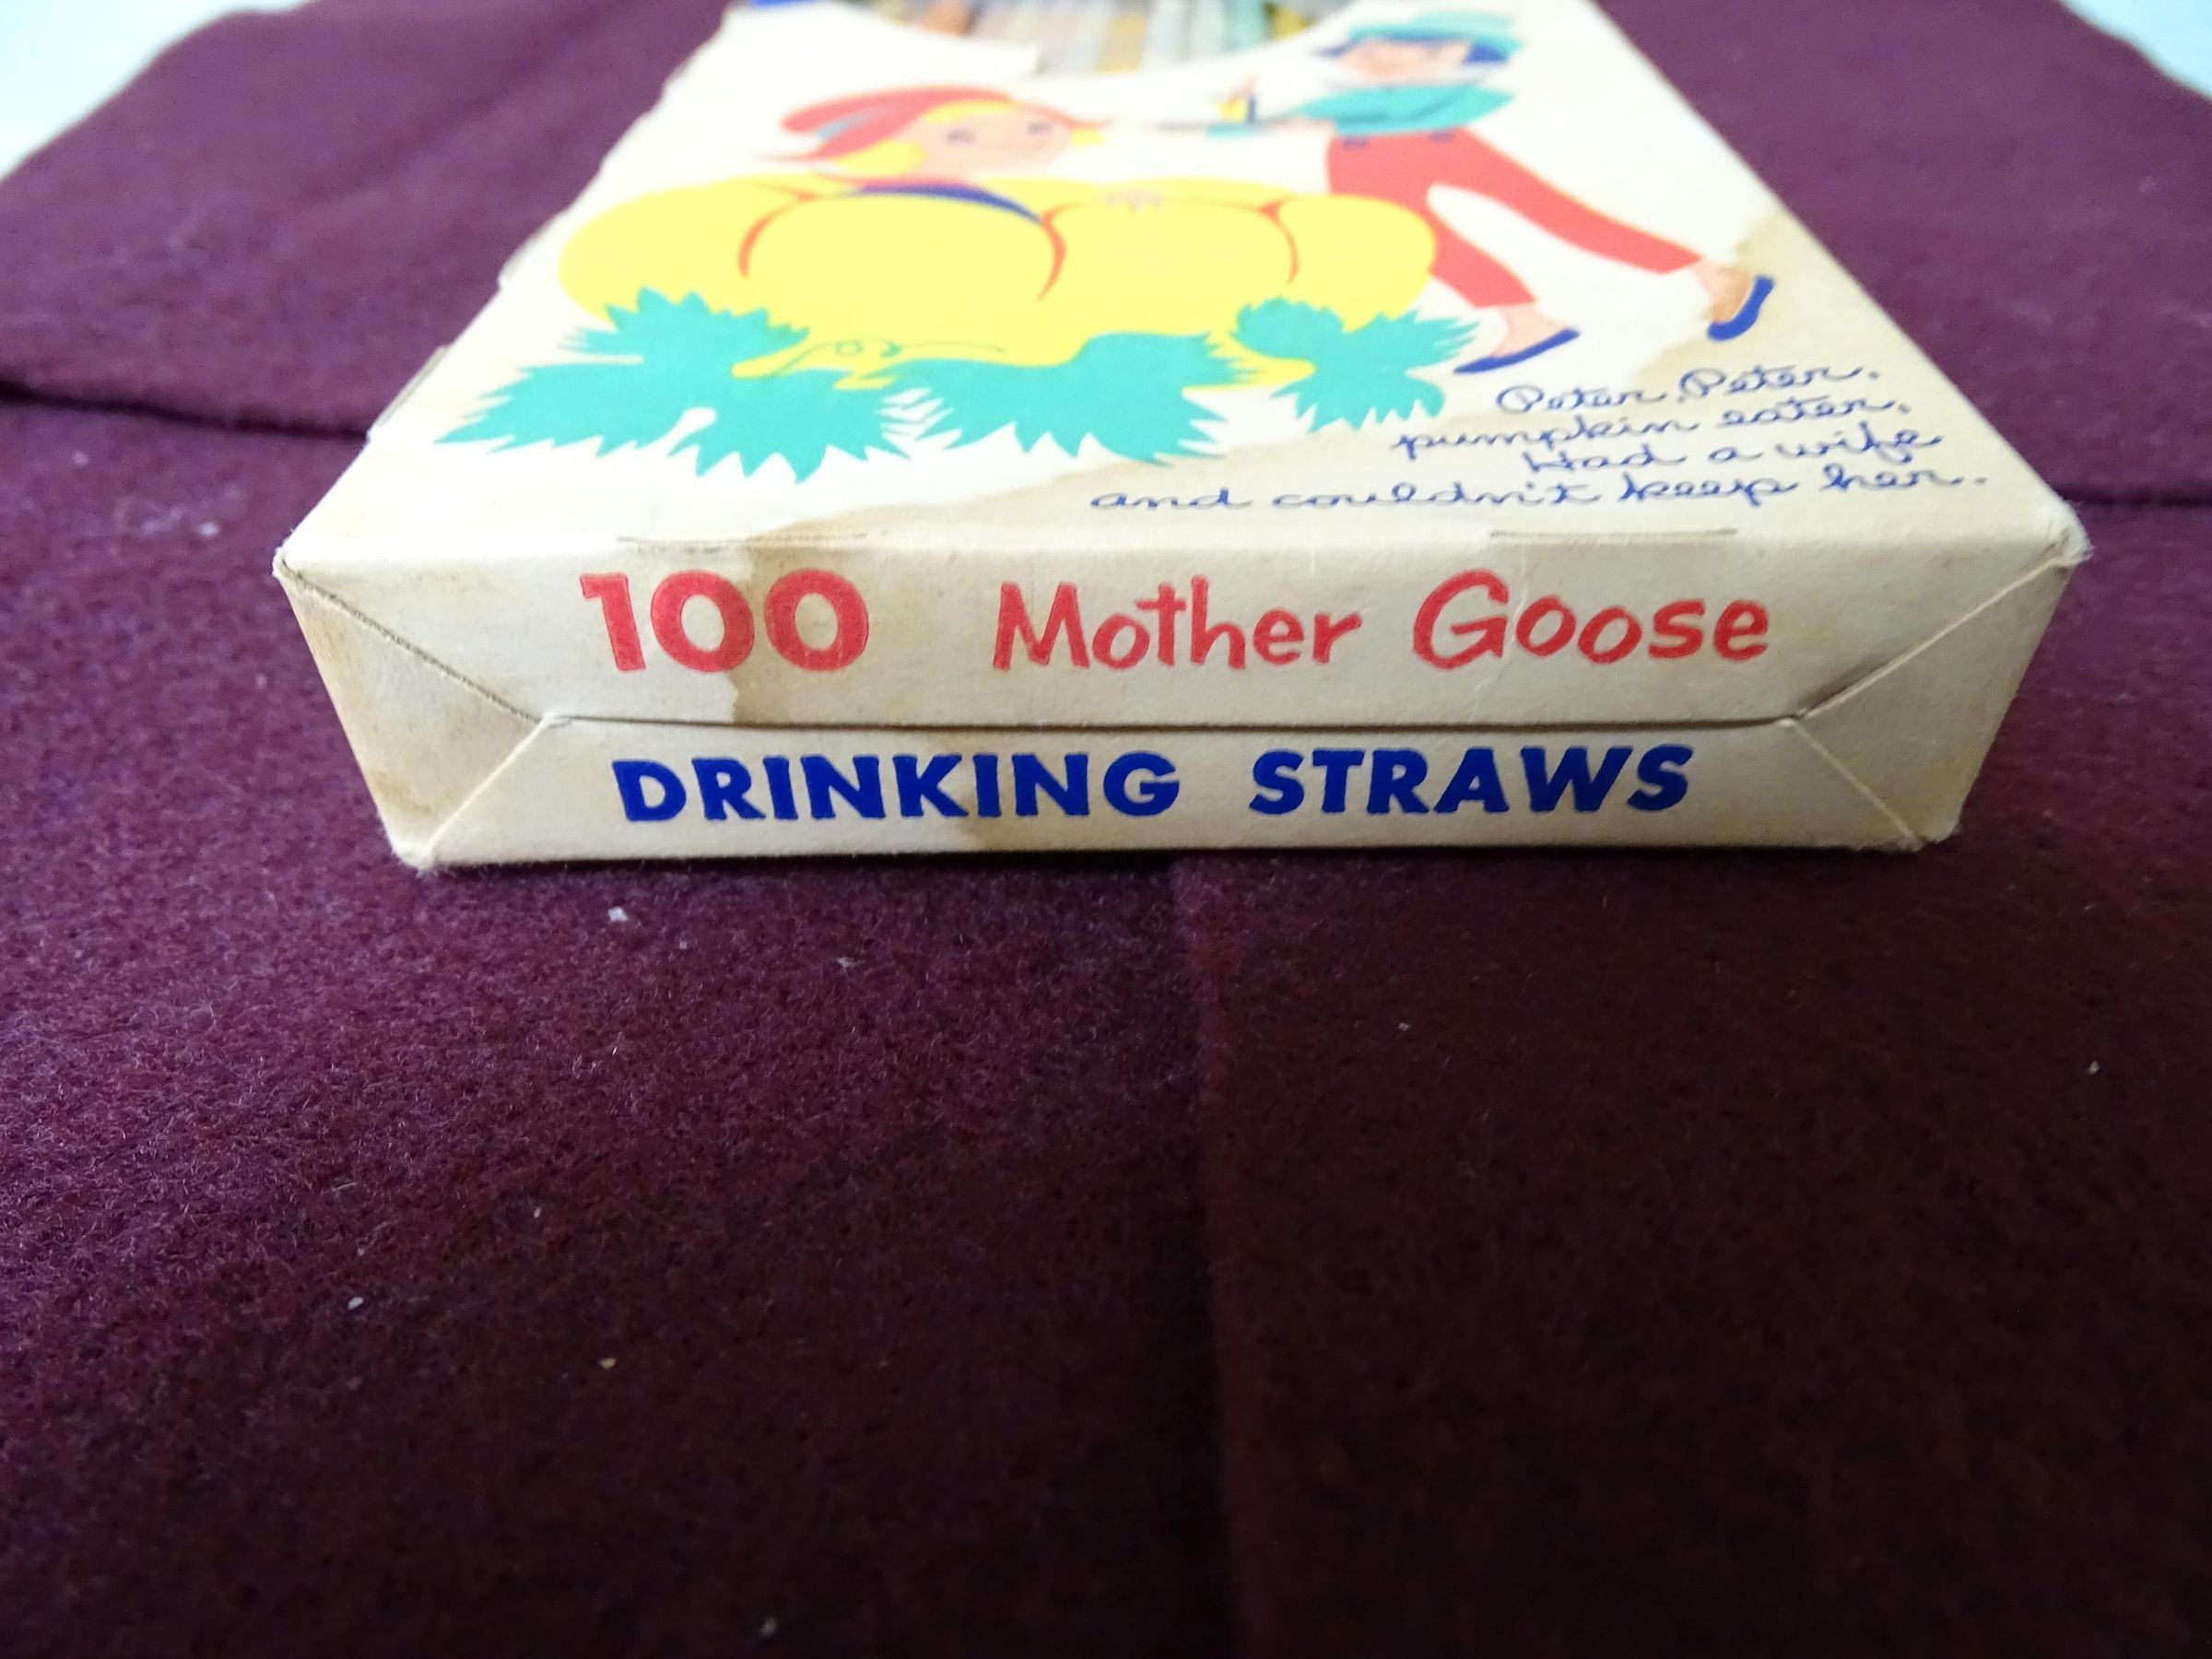 Peter, Peter,
pumpkin eater,
Had a wife
and couldn't keep her.
100 Mother Goose
DRINKING STRAWS